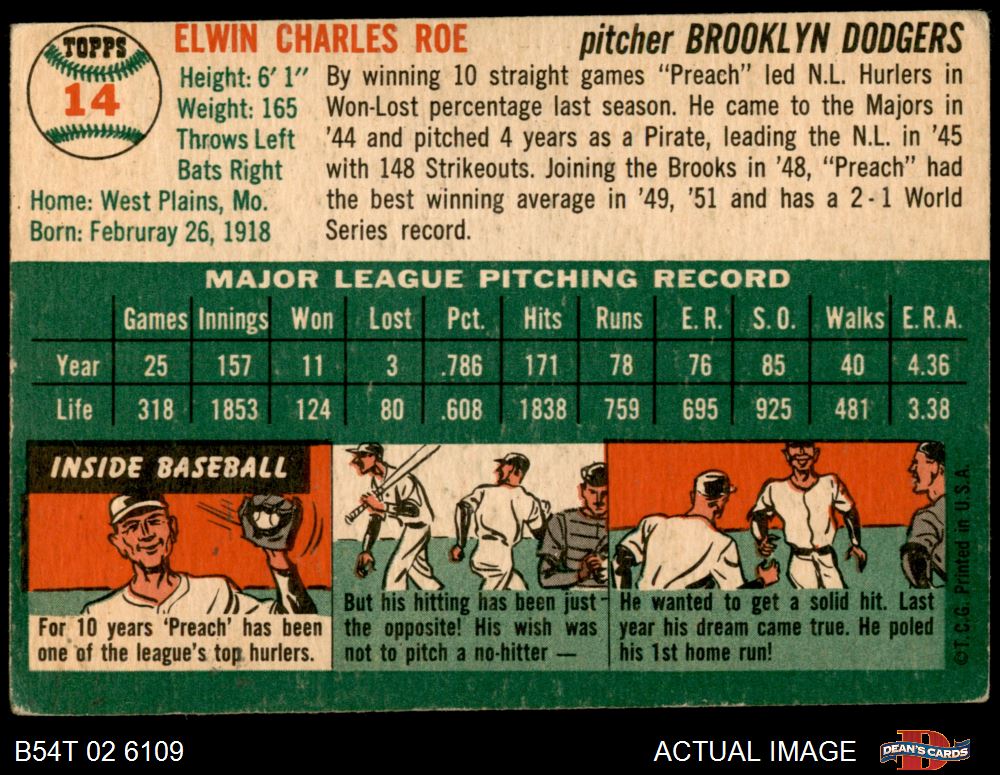 TOPPS
14
ELWIN CHARLES ROE
pitcher BROOKLYN DODGERS
Height: 6' 1"
Weight: 165
Throws Left
Bats Right
Home: West Plains, Mo.
Born: Februray 26, 1918
By winning 10 straight games "Preach" led N.L. Hurlers in
Won-Lost percentage last season. He came to the Majors in
'44 and pitched 4 years as a Pirate, leading the N.L. in '45
with 148 Strikeouts. Joining the Brooks in '48, "Preach" had
the best winning average in '49, '51 and has a 2-1 World
Series record.
MAJOR LEAGUE PITCHING RECORD
Games Innings Won Lost Pct. Hits Runs E.R. S.O. Walks E.R.A.
Year 25 157 11 3 .786 171 78 76 85 40 4.36
Life 318 1853 124 80 .608 1838 759 695 925 481 3.38
INSIDE BASEBALL
For 10 years 'Preach' has been
one of the league's top hurlers.
But his hitting has been just
the opposite! His wish was
not to pitch a no-hitter —
He wanted to get a solid hit. Last
year his dream came true. He poled
his 1st home run!
© T.C.G. Printed in U.S.A.
B54T 02 6109
ACTUAL IMAGE
DEAN'S CARDS